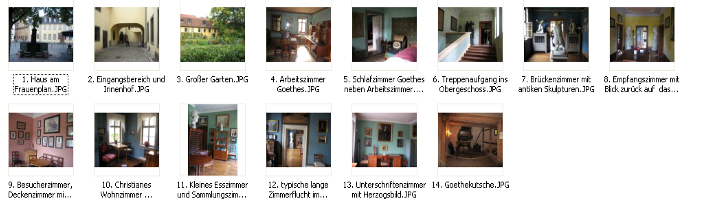 1. Haus am
Frauenplan.JPG
2. Eingangsbereich und
Innenhof.JPG
3. Großer Garten.JPG
4. Arbeitszimmer
Goethes.JPG
5. Schlafzimmer Goethes
neben Arbeitszimmer....
6. Treppenaufgang ins
Obergeschoss.JPG
7. Brückenzimmer mit
antiken Skulpturen.JPG
8. Empfangszimmer mit
Blick zurück auf das...
9. Besucherzimmer,
Deckenzimmer mi...
10. Christianes
Wohnzimmer ...
11. Kleines Esszimmer
und Sammlungszim...
12. typische lange
Zimmerflucht im...
13. Unterschriftenzimmer
mit Herzogsbild.JPG
14. Goethekutsche.JPG